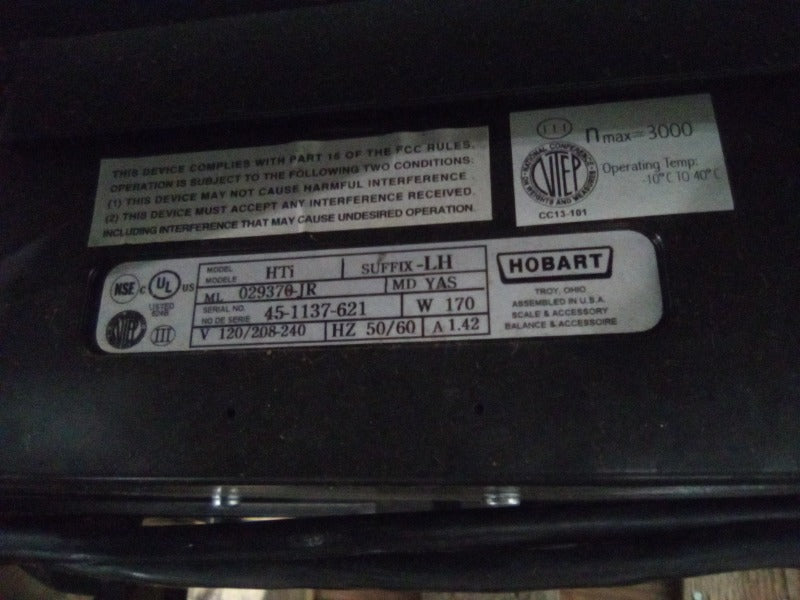 THIS DEVICE COMPLIES WITH PART 15 OF THE FCC RULES.
OPERATION IS SUBJECT TO THE FOLLOWING TWO CONDITIONS:
(1) THIS DEVICE MAY NOT CAUSE HARMFUL INTERFERENCE.
(2) THIS DEVICE MUST ACCEPT ANY INTERFERENCE RECEIVED,
INCLUDING INTERFERENCE THAT MAY CAUSE UNDESIRED OPERATION.
III nmax=3000
NATIONAL CONFERENCE ON WEIGHTS AND MEASURES
NTEP
Operating Temp:
-10°C TO 40°C
CC13-101
NSF C UL US
LISTED
NTEP III
MODEL
MODELE HTi SUFFIX -LH
ML 029370-JR MD YAS
SERIAL NO.
NO DE SERIE 45-1137-621 W 170
V 120/208-240 HZ 50/60 A 1.42
HOBART
TROY, OHIO
ASSEMBLED IN U.S.A.
SCALE & ACCESSORY
BALANCE & ACCESSOIRE